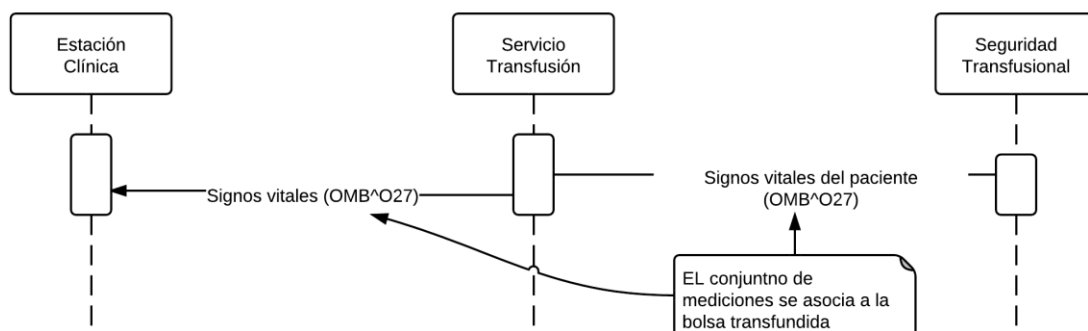 Estación
Clínica
Servicio
Transfusión
Seguridad
Transfusional
Signos vitales (OMB^O27)
Signos vitales del paciente
(OMB^O27)
EL conjuntno de
mediciones se asocia a la
bolsa transfundida